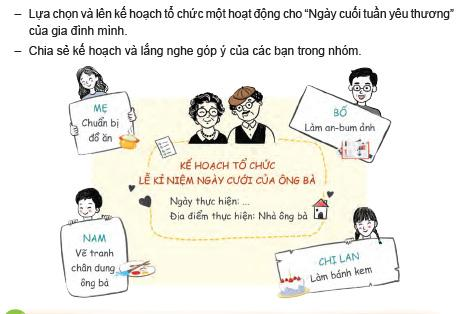 – Lựa chọn và lên kế hoạch tổ chức một hoạt động cho “Ngày cuối tuần yêu thương”
của gia đình mình.
– Chia sẻ kế hoạch và lắng nghe góp ý của các bạn trong nhóm.
MẸ
Chuẩn bị
đồ ăn
BỐ
Làm an-bum ảnh
KẾ HOẠCH TỔ CHỨC
LỄ KỈ NIỆM NGÀY CƯỚI CỦA ÔNG BÀ
Ngày thực hiện: ...
Địa điểm thực hiện: Nhà ông bà
NAM
Vẽ tranh
chân dung
ông bà
CHỊ LAN
Làm bánh kem